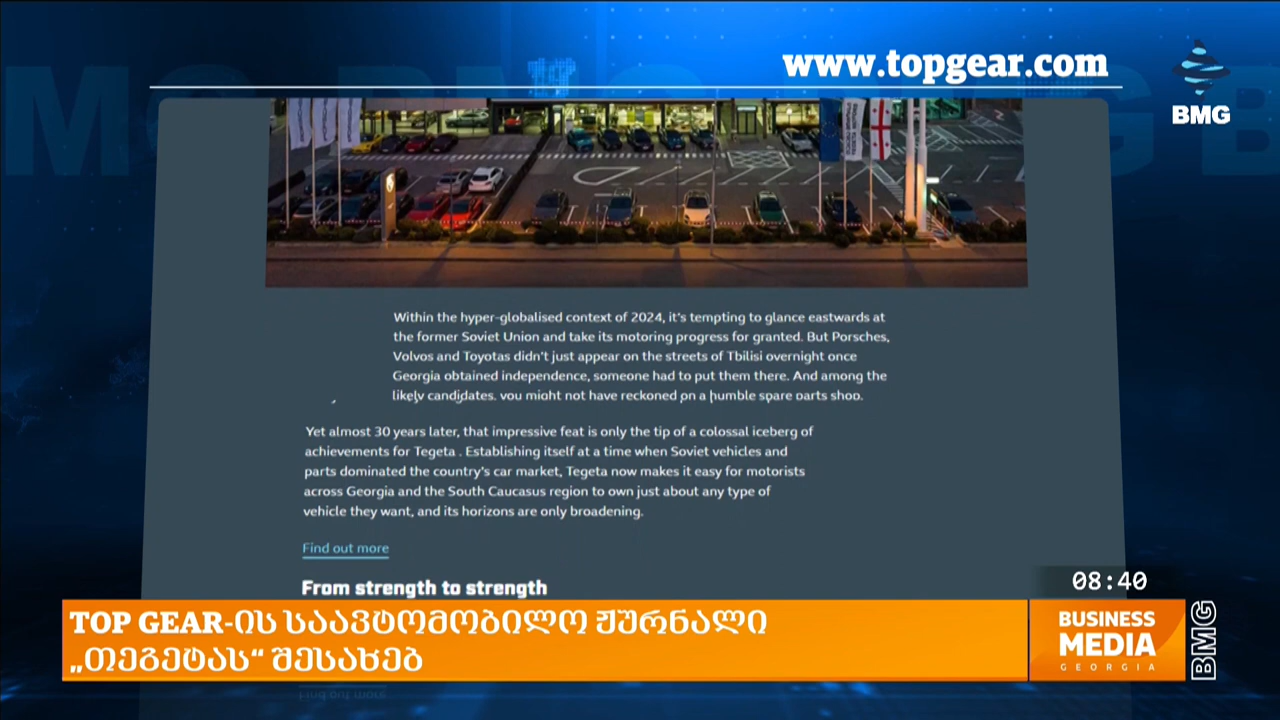 www.topgear.com
BMG
Within the hyper-globalised context of 2024, it's tempting to glance eastwards at
the former Soviet Union and take its motoring progress for granted. But Porsches,
Volvos and Toyotas didn't just appear on the streets of Tbilisi overnight once
Georgia obtained independence, someone had to put them there. And among the
likely candidates, you might not have reckoned on a humble spare parts shop.
Yet almost 30 years later, that impressive feat is only the tip of a colossal iceberg of
achievements for Tegeta . Establishing itself at a time when Soviet vehicles and
parts dominated the country's car market, Tegeta now makes it easy for motorists
across Georgia and the South Caucasus region to own just about any type of
vehicle they want, and its horizons are only broadening.
Find out more
From strength to strength
08:40
TOP GEAR-ის საავტომობილო ჟურნალი
„თეგეტას“ შესახებ
BUSINESS
MEDIA
GEORGIA
BMG